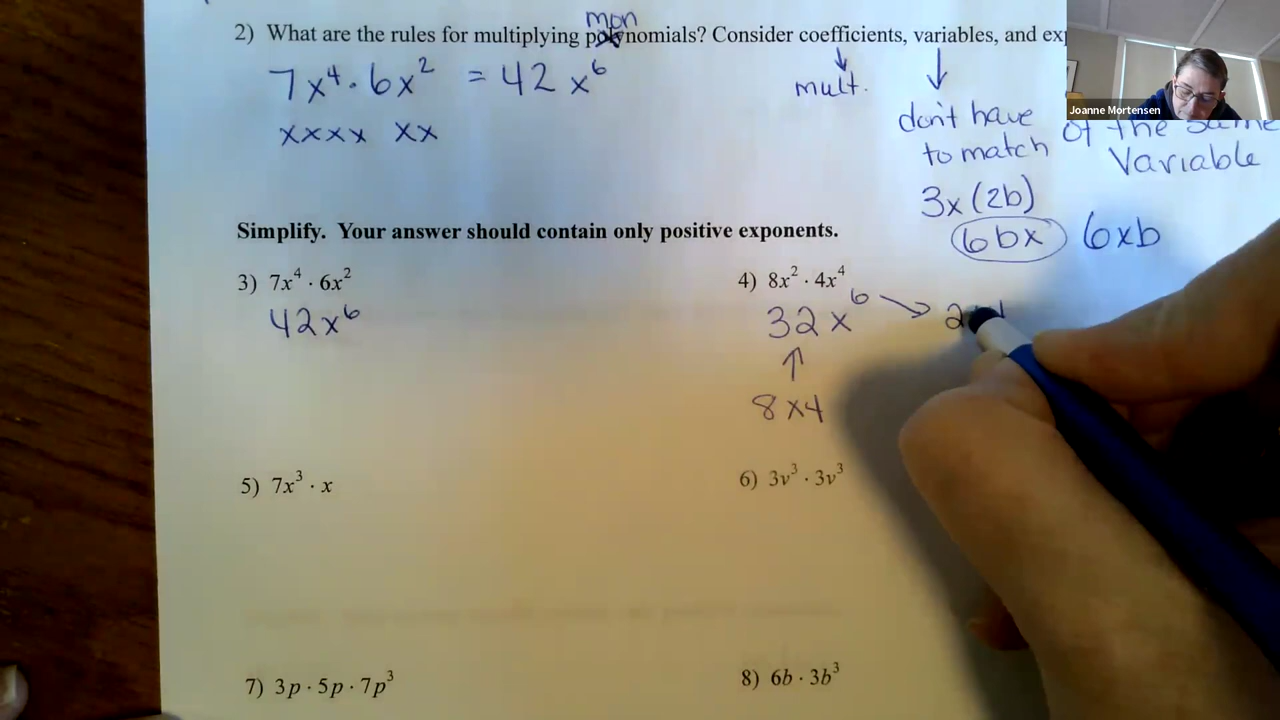 mon
2) What are the rules for multiplying polynomials? Consider coefficients, variables, and exp
7x⁴ · 6x² = 42x⁶
xxxx xx
mult.
don't have
to match
of the same
Variable
3x(2b)
6bx 6xb
Joanne Mortensen
Simplify. Your answer should contain only positive exponents.
3) 7x⁴ · 6x²
42x⁶
4) 8x² · 4x⁴
32x⁶
8x4
5) 7x³ · x
6) 3v³ · 3v³
7) 3p · 5p · 7p³
8) 6b · 3b³